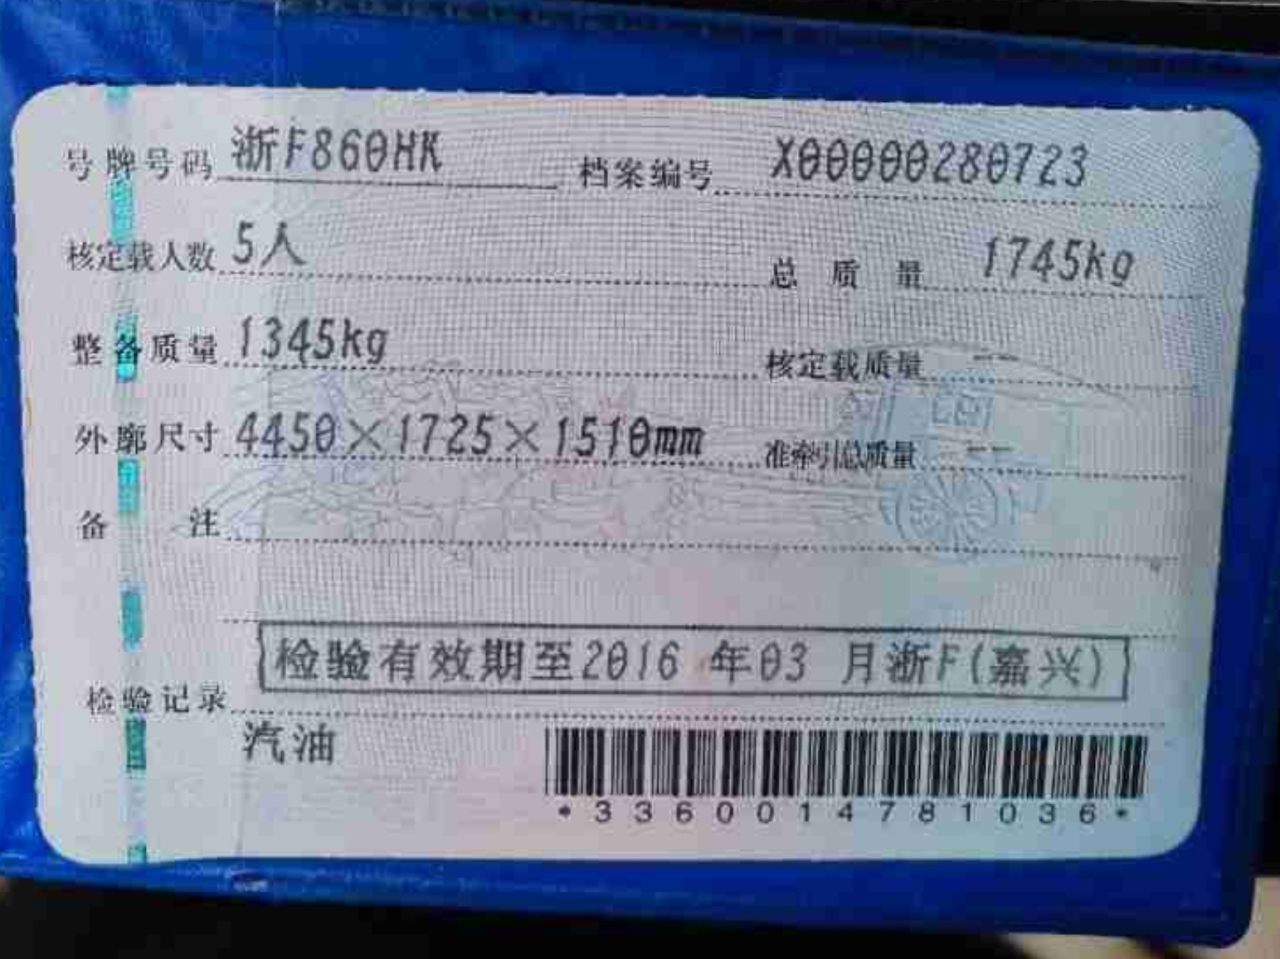 号牌号码 浙F860HK 档案编号 X00000280723
核定载人数 5人 总质量 1745kg
整备质量 1345kg 核定载质量 --
外廓尺寸 4450×1725×1510mm 准牵引总质量 --
备注
检验有效期至2016 年03 月浙F(嘉兴)
检验记录
汽油
*3360014781036*